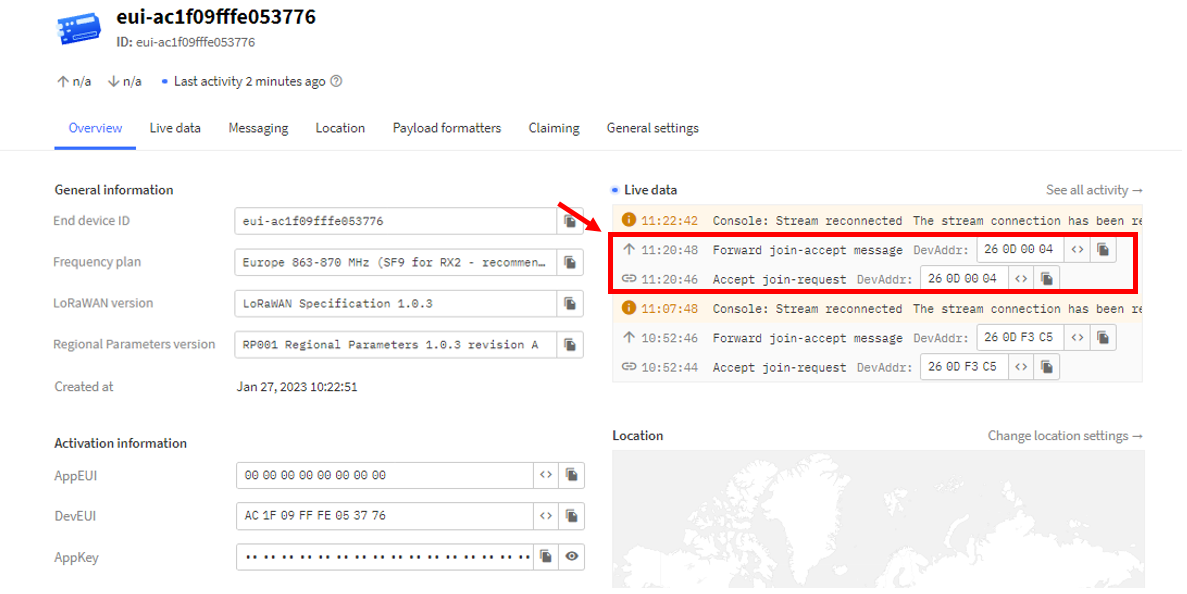 eui-ac1f09fffe053776
ID: eui-ac1f09fffe053776
↑ n/a ↓ n/a • Last activity 2 minutes ago
Overview Live data Messaging Location Payload formatters Claiming General settings
General information
End device ID eui-ac1f09fffe053776
Frequency plan Europe 863-870 MHz (SF9 for RX2 - recommen…
LoRaWAN version LoRaWAN Specification 1.0.3
Regional Parameters version RP001 Regional Parameters 1.0.3 revision A
Created at Jan 27, 2023 10:22:51
Activation information
AppEUI 00 00 00 00 00 00 00 00
DevEUI AC 1F 09 FF FE 05 37 76
AppKey •• •• •• •• •• •• •• •• •• •• •• •• •• •• •• ••
• Live data See all activity →
11:22:42 Console: Stream reconnected The stream connection has been re
↑ 11:20:48 Forward join-accept message DevAddr: 26 0D 00 04 <>
11:20:46 Accept join-request DevAddr: 26 0D 00 04 <>
11:07:48 Console: Stream reconnected The stream connection has been re
↑ 10:52:46 Forward join-accept message DevAddr: 26 0D F3 C5 <>
10:52:44 Accept join-request DevAddr: 26 0D F3 C5 <>
Location Change location settings →